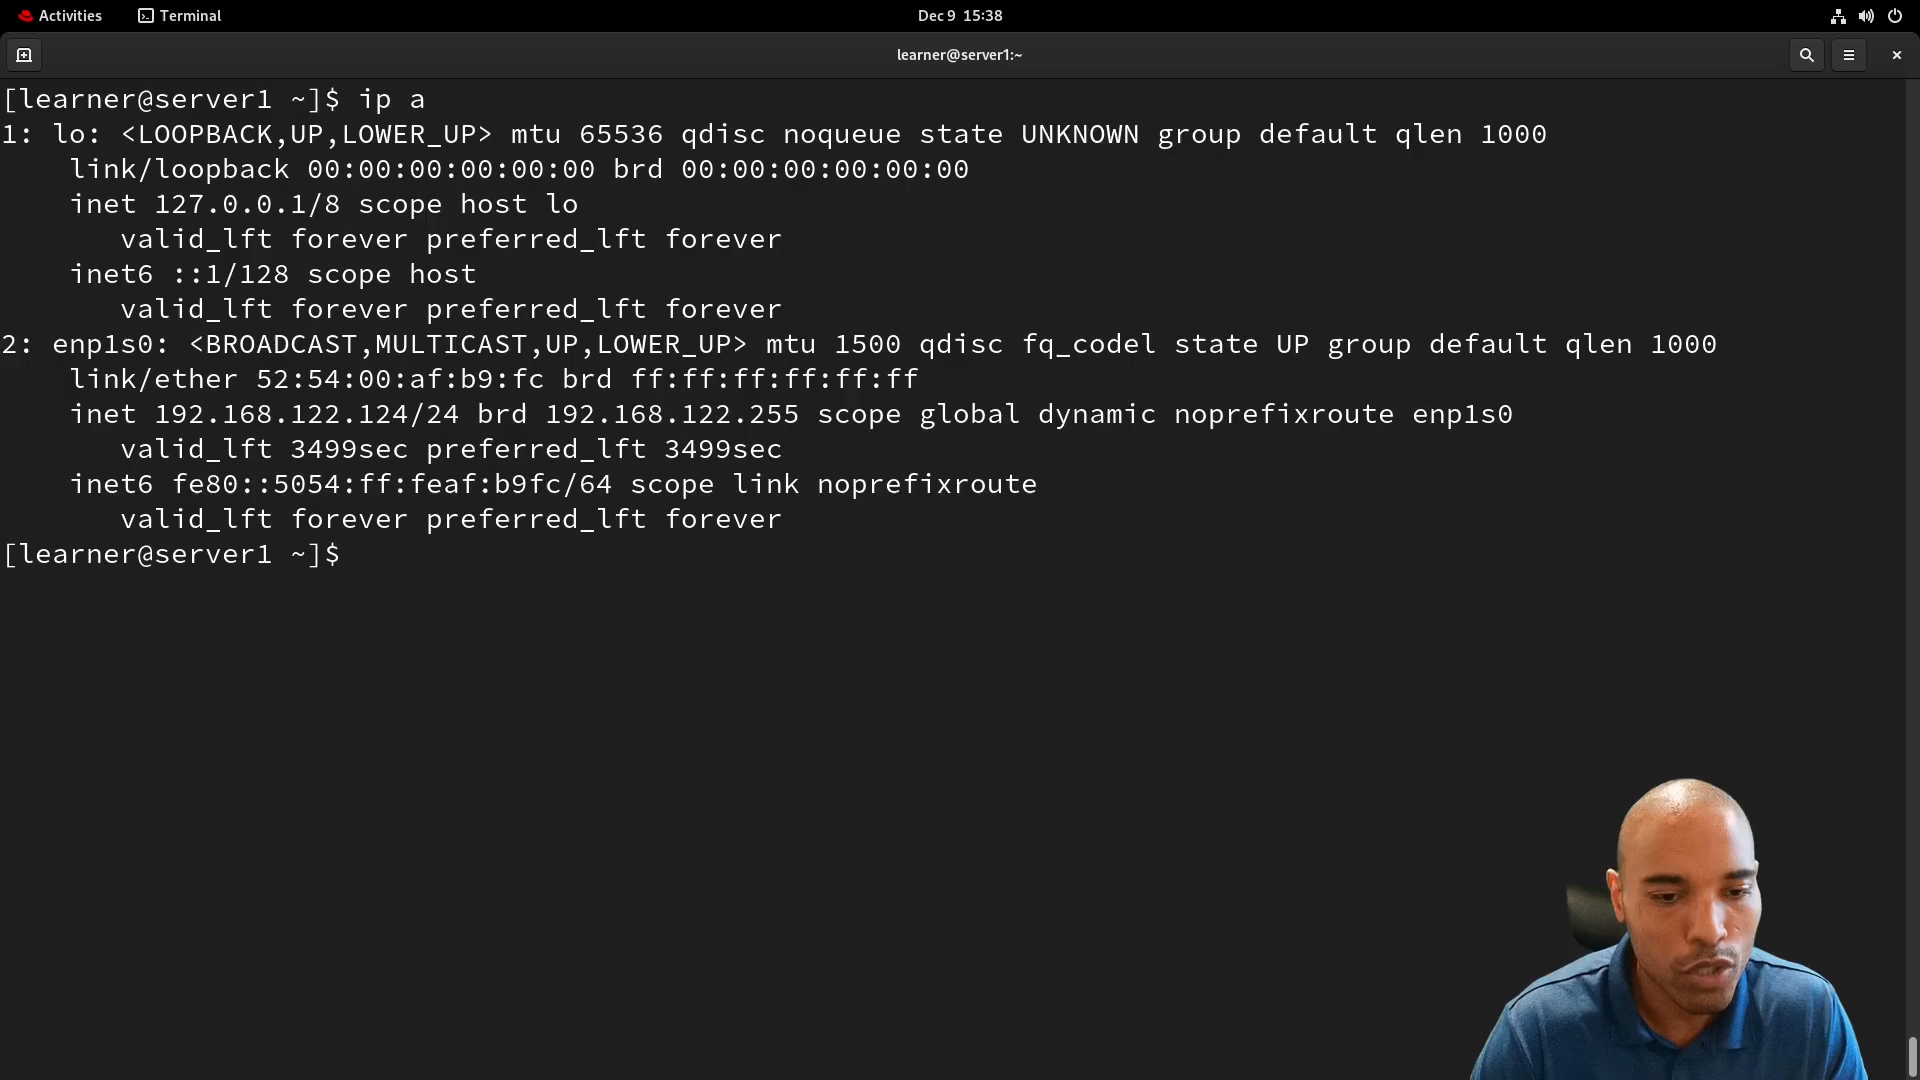 Activities
Terminal
Dec 9 15:38
learner@server1:~
[learner@server1 ~]$ ip a
1: lo: <LOOPBACK,UP,LOWER_UP> mtu 65536 qdisc noqueue state UNKNOWN group default qlen 1000
    link/loopback 00:00:00:00:00:00 brd 00:00:00:00:00:00
    inet 127.0.0.1/8 scope host lo
       valid_lft forever preferred_lft forever
    inet6 ::1/128 scope host
       valid_lft forever preferred_lft forever
2: enp1s0: <BROADCAST,MULTICAST,UP,LOWER_UP> mtu 1500 qdisc fq_codel state UP group default qlen 1000
    link/ether 52:54:00:af:b9:fc brd ff:ff:ff:ff:ff:ff
    inet 192.168.122.124/24 brd 192.168.122.255 scope global dynamic noprefixroute enp1s0
       valid_lft 3499sec preferred_lft 3499sec
    inet6 fe80::5054:ff:feaf:b9fc/64 scope link noprefixroute
       valid_lft forever preferred_lft forever
[learner@server1 ~]$